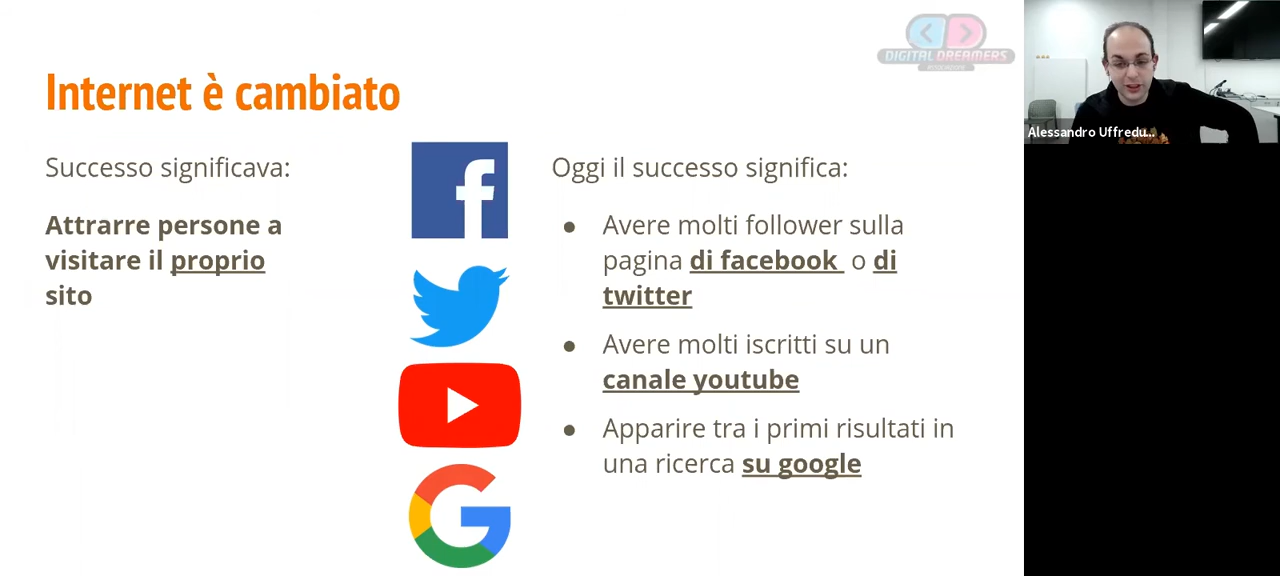 DIGITAL DREAMERS
Internet è cambiato
Successo significava:
Attrarre persone a
visitare il proprio
sito
Oggi il successo significa:
● Avere molti follower sulla
pagina di facebook o di
twitter
● Avere molti iscritti su un
canale youtube
● Apparire tra i primi risultati in
una ricerca su google
Alessandro Uffredu...